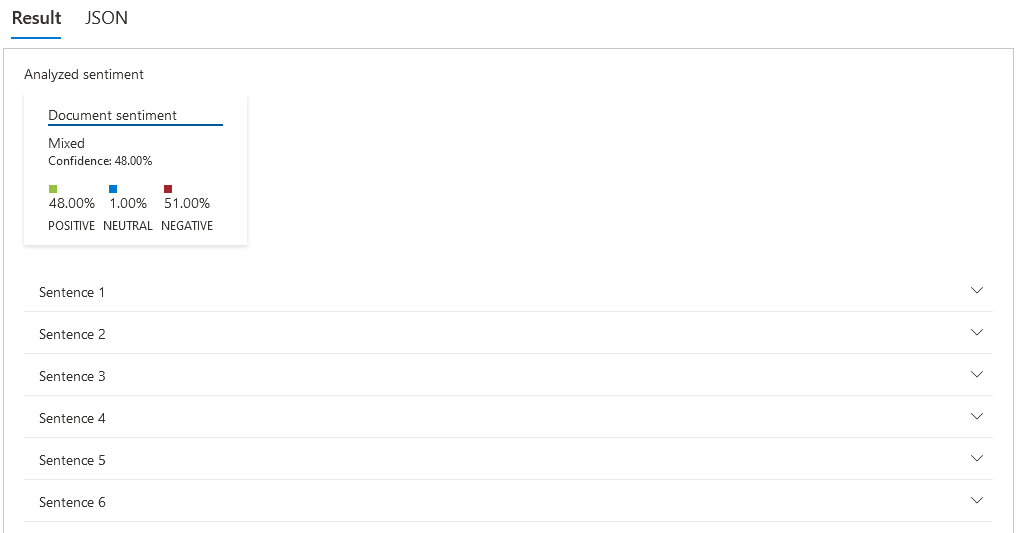 Result JSON
Analyzed sentiment
Document sentiment
Mixed
Confidence: 48.00%
48.00% 1.00% 51.00%
POSITIVE NEUTRAL NEGATIVE
Sentence 1
Sentence 2
Sentence 3
Sentence 4
Sentence 5
Sentence 6